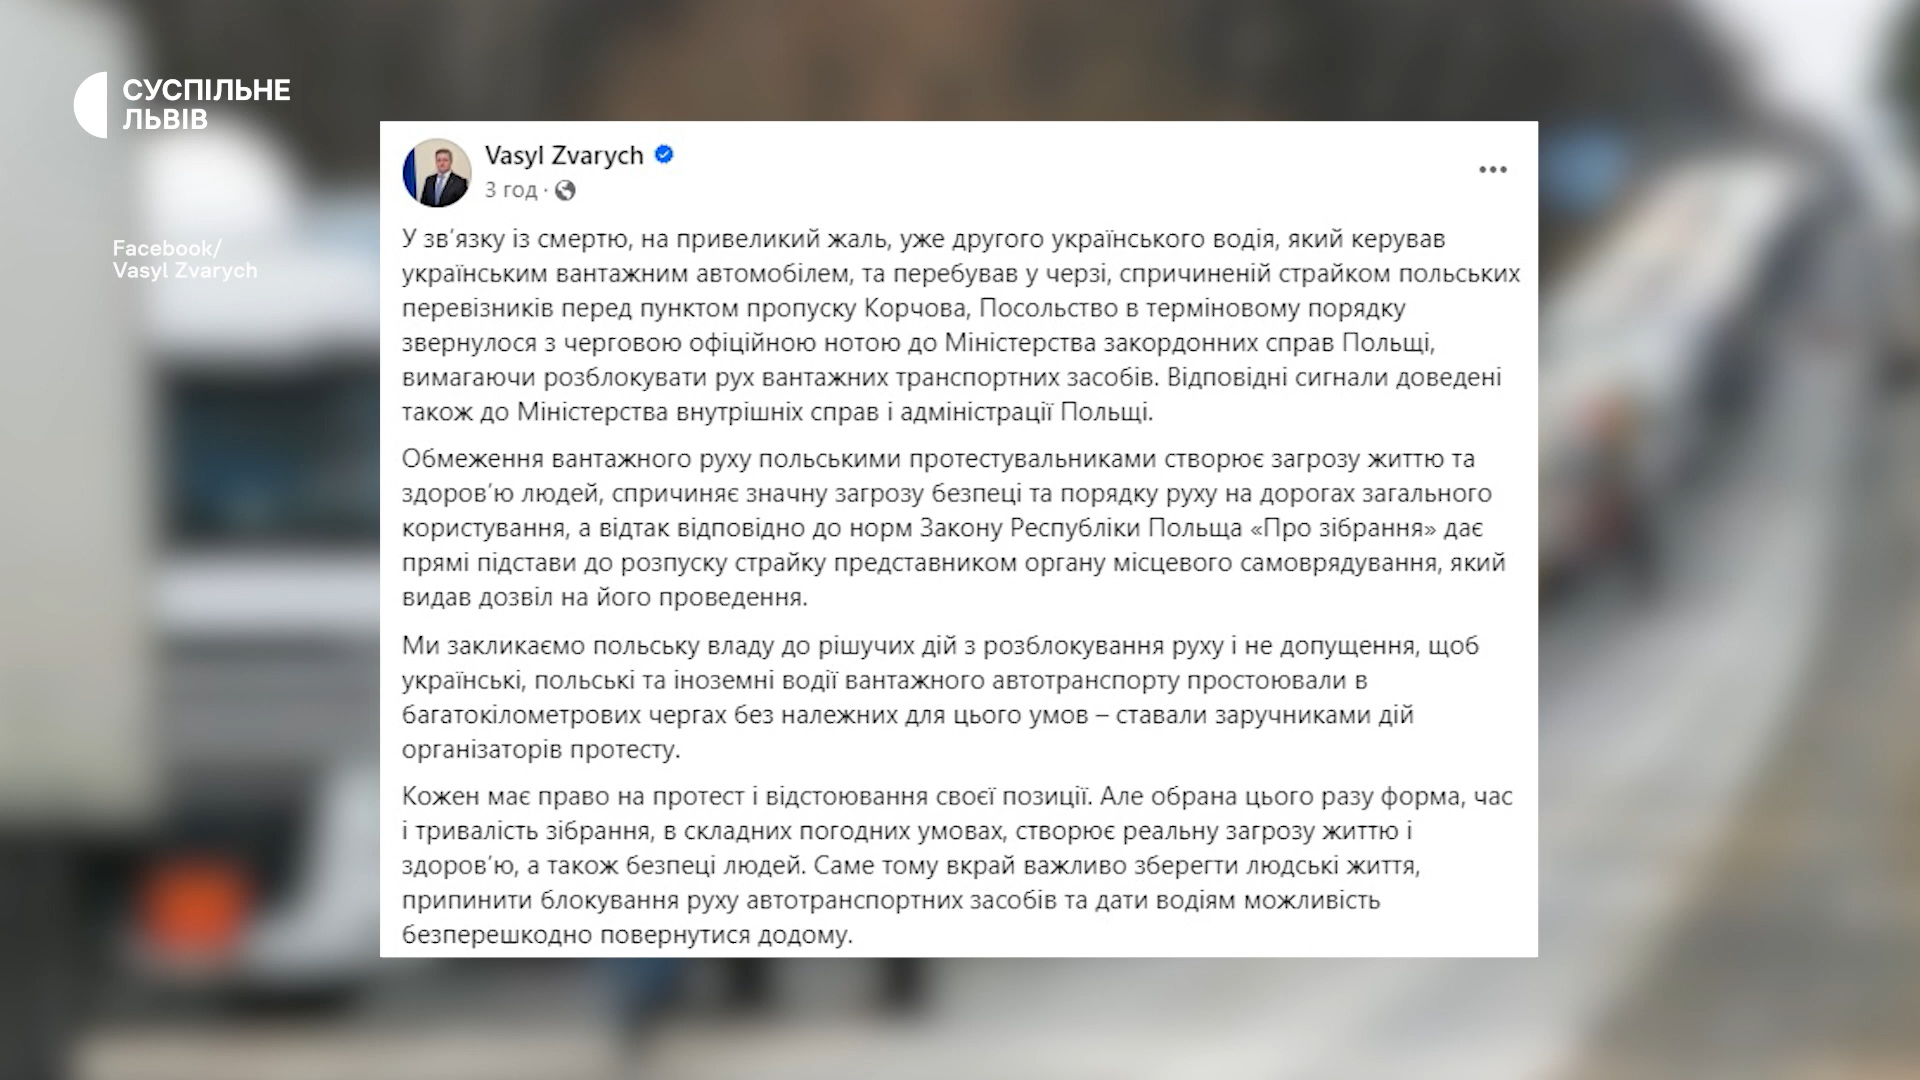 СУСПІЛЬНЕ
ЛЬВІВ
Facebook/
Vasyl Zvarych
Vasyl Zvarych
3 год ·
У зв’язку із смертю, на превеликий жаль, уже другого українського водія, який керував
українським вантажним автомобілем, та перебував у черзі, спричиненій страйком польських
перевізників перед пунктом пропуску Корчова, Посольство в терміновому порядку
звернулося з черговою офіційною нотою до Міністерства закордонних справ Польщі,
вимагаючи розблокувати рух вантажних транспортних засобів. Відповідні сигнали доведені
також до Міністерства внутрішніх справ і адміністрації Польщі.
Обмеження вантажного руху польськими протестувальниками створює загрозу життю та
здоров’ю людей, спричиняє значну загрозу безпеці та порядку руху на дорогах загального
користування, а відтак відповідно до норм Закону Республіки Польща «Про зібрання» дає
прямі підстави до розпуску страйку представником органу місцевого самоврядування, який
видав дозвіл на його проведення.
Ми закликаємо польську владу до рішучих дій з розблокування руху і не допущення, щоб
українські, польські та іноземні водії вантажного автотранспорту простоювали в
багатокілометрових чергах без належних для цього умов – ставали заручниками дій
організаторів протесту.
Кожен має право на протест і відстоювання своєї позиції. Але обрана цього разу форма, час
і тривалість зібрання, в складних погодних умовах, створює реальну загрозу життю і
здоров’ю, а також безпеці людей. Саме тому вкрай важливо зберегти людські життя,
припинити блокування руху автотранспортних засобів та дати водіям можливість
безперешкодно повернутися додому.